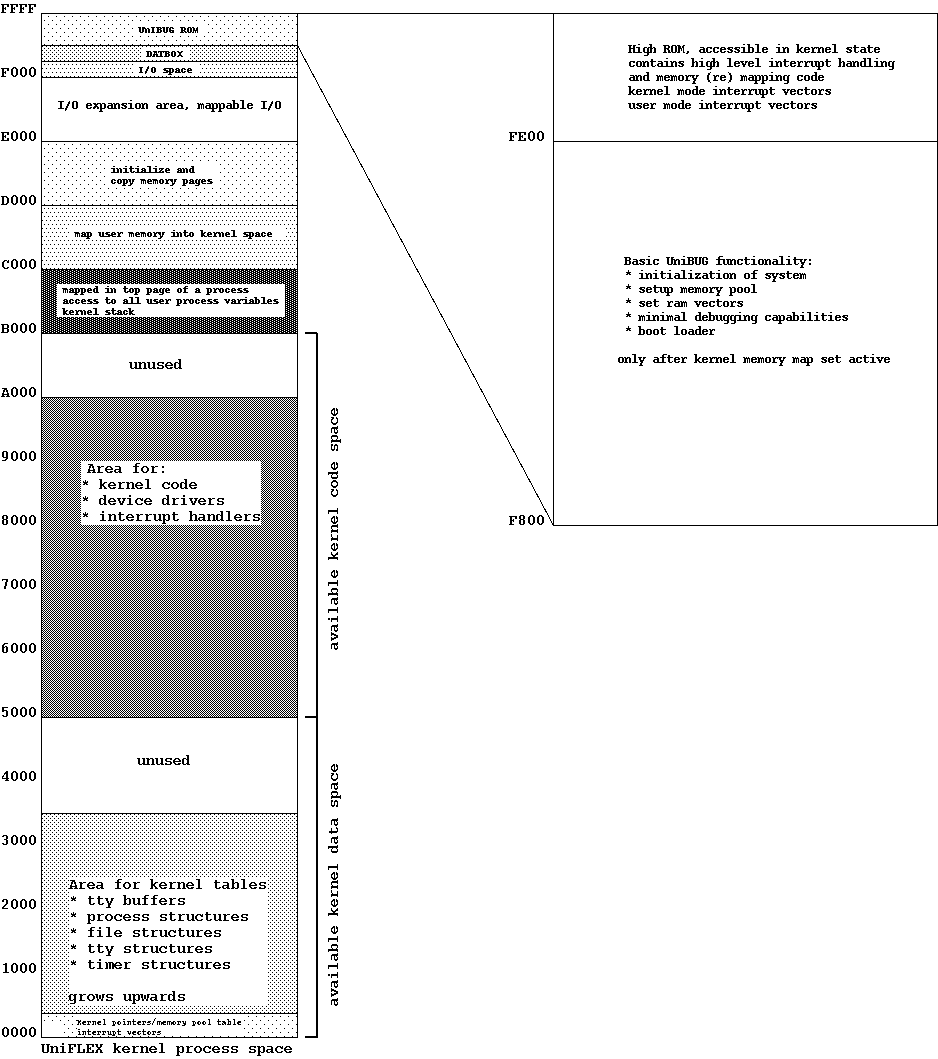 FFFF
UniBUG ROM
DATBOX
F000
I/O space
I/O expansion area, mappable I/O
E000
initialize and
copy memory pages
D000
map user memory into kernel space
C000
mapped in top page of a process
access to all user process variables
kernel stack
B000
unused
A000
9000
Area for:
* kernel code
* device drivers
* interrupt handlers
8000
7000
6000
5000
available kernel code space
unused
4000
3000
Area for kernel tables
* tty buffers
* process structures
* file structures
* tty structures
* timer structures
grows upwards
2000
1000
available kernel data space
Kernel pointers/memory pool table
interrupt vectors
0000
UniFLEX kernel process space
High ROM, accessible in kernel state
contains high level interrupt handling
and memory (re) mapping code
kernel mode interrupt vectors
user mode interrupt vectors
FE00
Basic UniBUG functionality:
* initialization of system
* setup memory pool
* set ram vectors
* minimal debugging capabilities
* boot loader
only after kernel memory map set active
F800